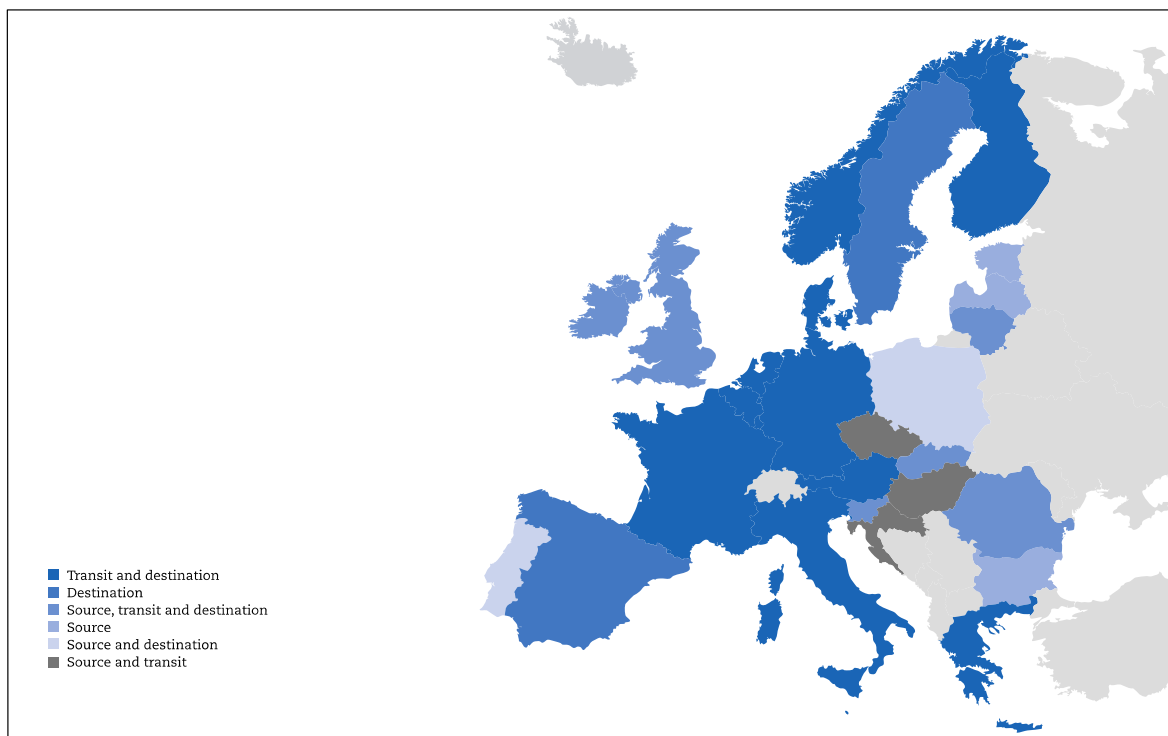 Transit and destination
Destination
Source, transit and destination
Source
Source and destination
Source and transit